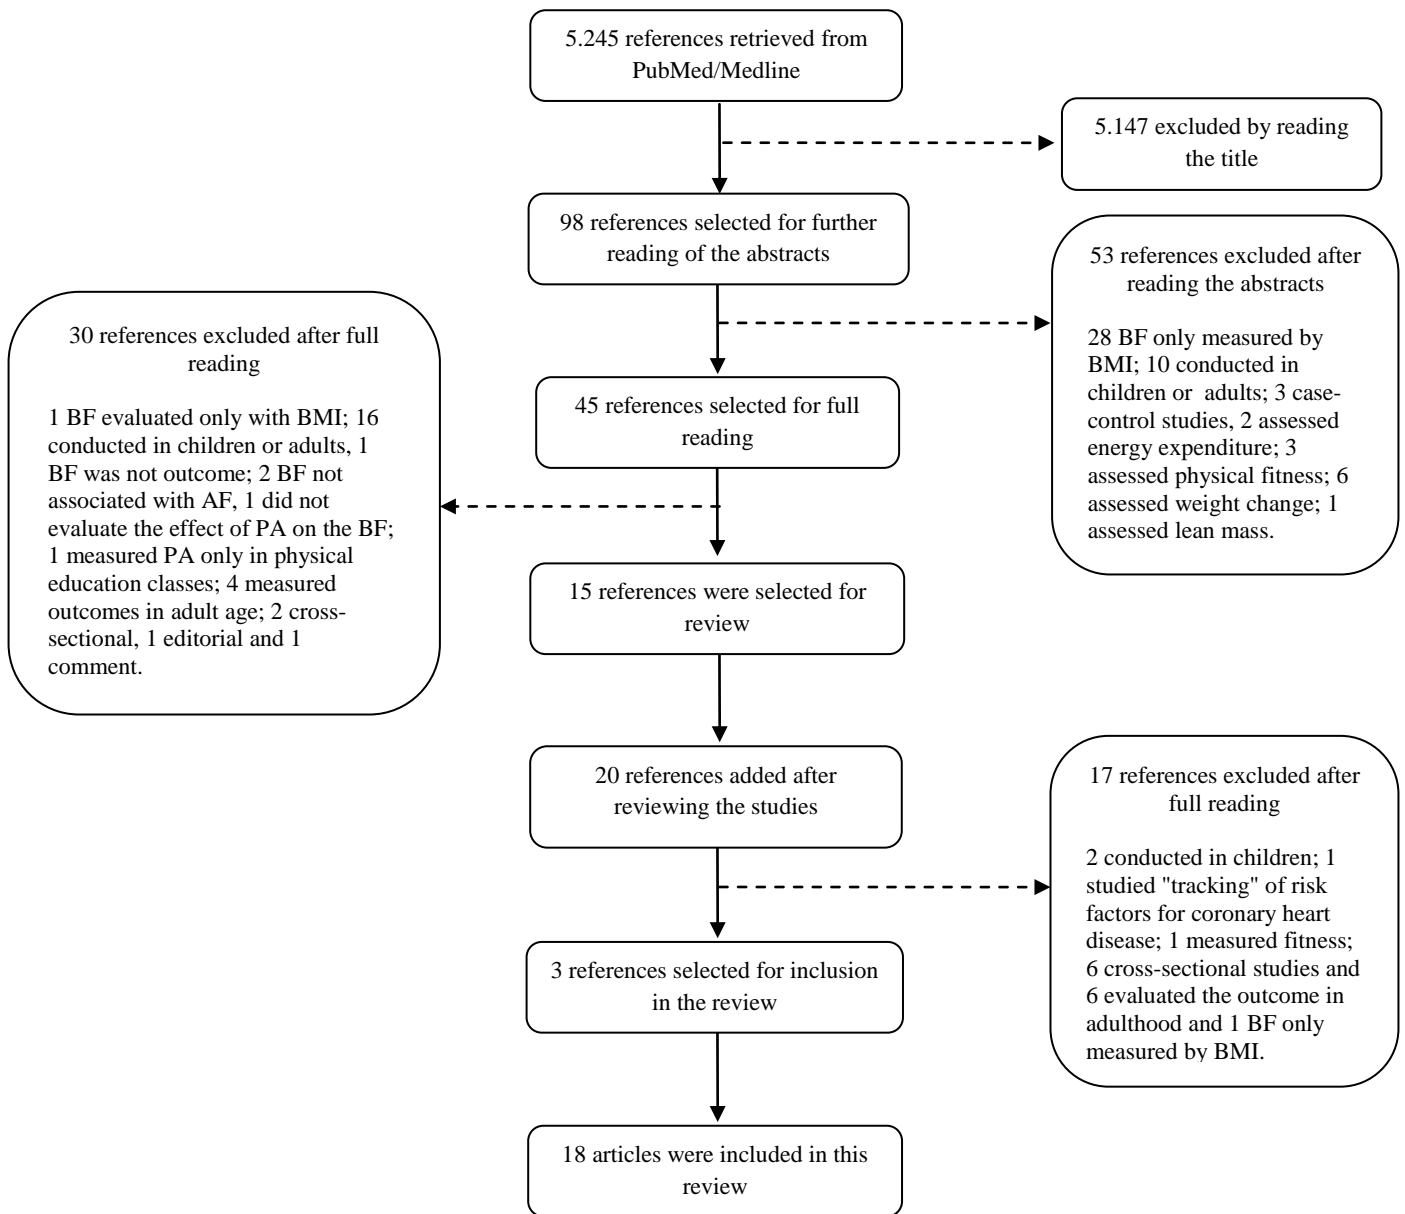 5.245 references retrieved from
PubMed/Medline
5.147 excluded by reading
the title
98 references selected for further
reading of the abstracts
53 references excluded after
reading the abstracts
28 BF only measured by
BMI; 10 conducted in
children or adults; 3 case-
control studies, 2 assessed
energy expenditure; 3
assessed physical fitness; 6
assessed weight change; 1
assessed lean mass.
45 references selected for full
reading
30 references excluded after full
reading
1 BF evaluated only with BMI; 16
conducted in children or adults, 1
BF was not outcome; 2 BF not
associated with AF, 1 did not
evaluate the effect of PA on the BF;
1 measured PA only in physical
education classes; 4 measured
outcomes in adult age; 2 cross-
sectional, 1 editorial and 1
comment.
15 references were selected for
review
20 references added after
reviewing the studies
17 references excluded after
full reading
2 conducted in children; 1
studied "tracking" of risk
factors for coronary heart
disease; 1 measured fitness;
6 cross-sectional studies and
6 evaluated the outcome in
adulthood and 1 BF only
measured by BMI.
3 references selected for inclusion
in the review
18 articles were included in this
review